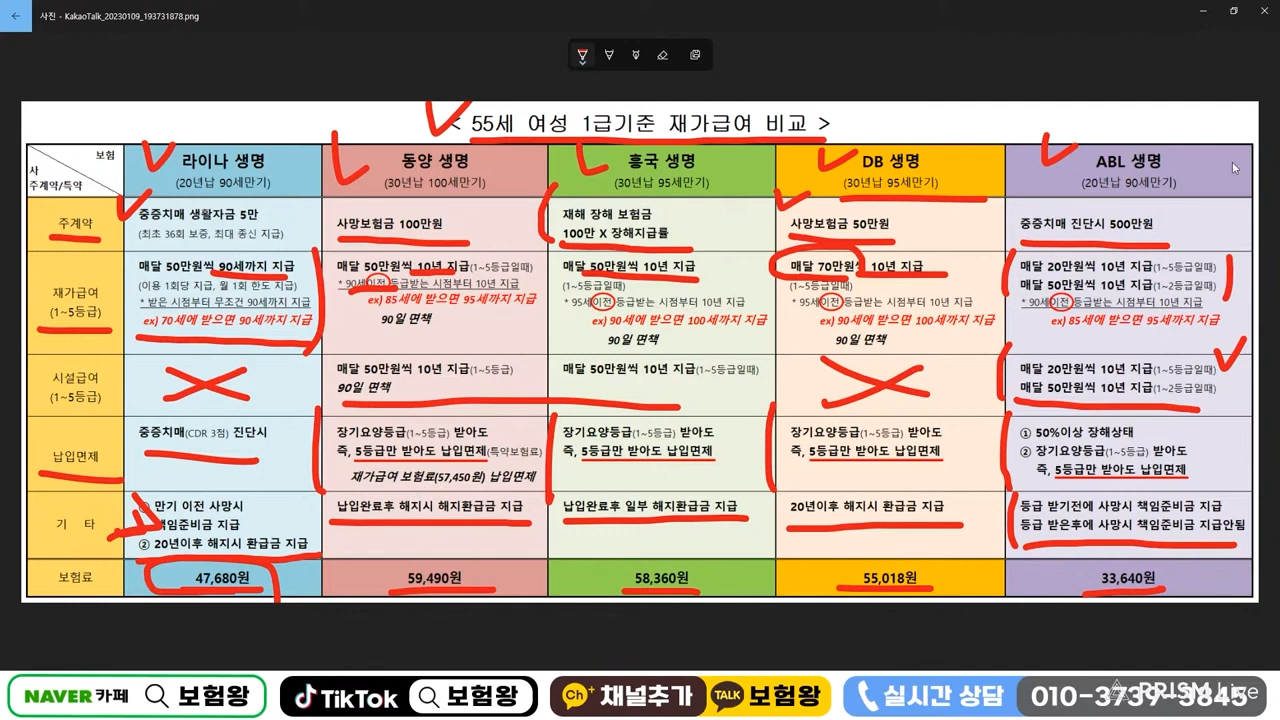 사진 - KakaoTalk_20230109_193731878.png
< 55세 여성 1급기준 재가급여 비교 >
보험
사
주계약/특약
라이나 생명
(20년납 90세만기)
동양 생명
(30년납 100세만기)
흥국 생명
(30년납 95세만기)
DB 생명
(30년납 95세만기)
ABL 생명
(20년납 90세만기)
주계약
중증치매 생활자금 5만
(최초 36회 보증, 최대 종신 지급)
사망보험금 100만원
재해 장해 보험금
100만 X 장해지급률
사망보험금 50만원
중증치매 진단시 500만원
재가급여
(1~5등급)
매달 50만원씩 90세까지 지급
(이용 1회당 지급, 월 1회 한도 지급)
* 받은 시점부터 무조건 90세까지 지급
ex) 70세에 받으면 90세까지 지급
매달 50만원씩 10년 지급(1~5등급일때)
* 90세이전 등급받는 시점부터 10년 지급
ex) 85세에 받으면 95세까지 지급
90일 면책
매달 50만원씩 10년 지급
(1~5등급일때)
* 95세이전 등급받는 시점부터 10년 지급
ex) 90세에 받으면 100세까지 지급
90일 면책
매달 70만원씩 10년 지급
(1~5등급일때)
* 95세이전 등급받는 시점부터 10년 지급
ex) 90세에 받으면 100세까지 지급
90일 면책
매달 20만원씩 10년 지급(1~5등급일때)
매달 50만원씩 10년 지급(1~2등급일때)
* 90세이전 등급받는 시점부터 10년 지급
ex) 85세에 받으면 95세까지 지급
시설급여
(1~5등급)
매달 50만원씩 10년 지급(1~5등급일때)
90일 면책
매달 50만원씩 10년 지급(1~5등급일때)
매달 20만원씩 10년 지급(1~5등급일때)
매달 50만원씩 10년 지급(1~2등급일때)
납입면제
중증치매(CDR 3점) 진단시
장기요양등급(1~5등급) 받아도
즉, 5등급만 받아도 납입면제(특약보험료)
재가급여 보험료(57,450원) 납입면제
장기요양등급(1~5등급) 받아도
즉, 5등급만 받아도 납입면제
장기요양등급(1~5등급) 받아도
즉, 5등급만 받아도 납입면제
① 50%이상 장해상태
② 장기요양등급(1~5등급) 받아도
즉, 5등급만 받아도 납입면제
기 타
만기 이전 사망시
책임준비금 지급
② 20년이후 해지시 환급금 지급
납입완료후 해지시 해지환급금 지급
납입완료후 일부 해지환급금 지급
20년이후 해지시 환급금 지급
등급 받기전에 사망시 책임준비금 지급
등급 받은후에 사망시 책임준비금 지급안됨
보험료
47,680원
59,490원
58,360원
55,018원
33,640원
NAVER 카페 보험왕
TikTok 보험왕
Ch+ 채널추가 TALK 보험왕
실시간 상담 010-3739-5845
PRISM Live